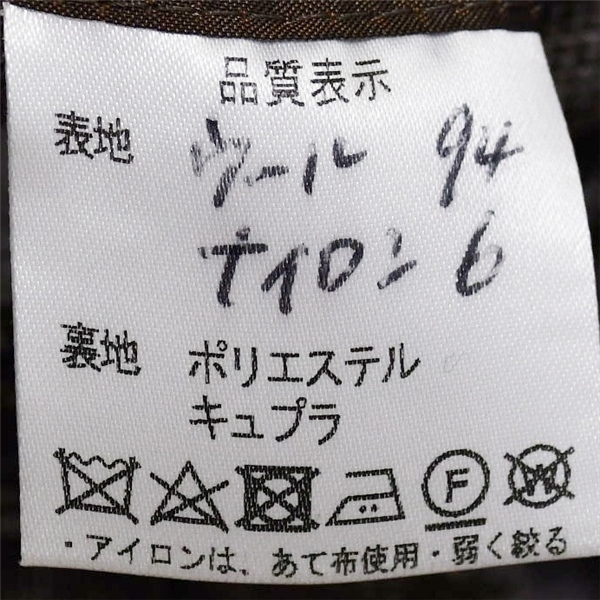 品質表示
表地 ウール 94
ナイロン 6
裏地 ポリエステル
キュプラ
F W
・アイロンは、あて布使用・弱く絞る